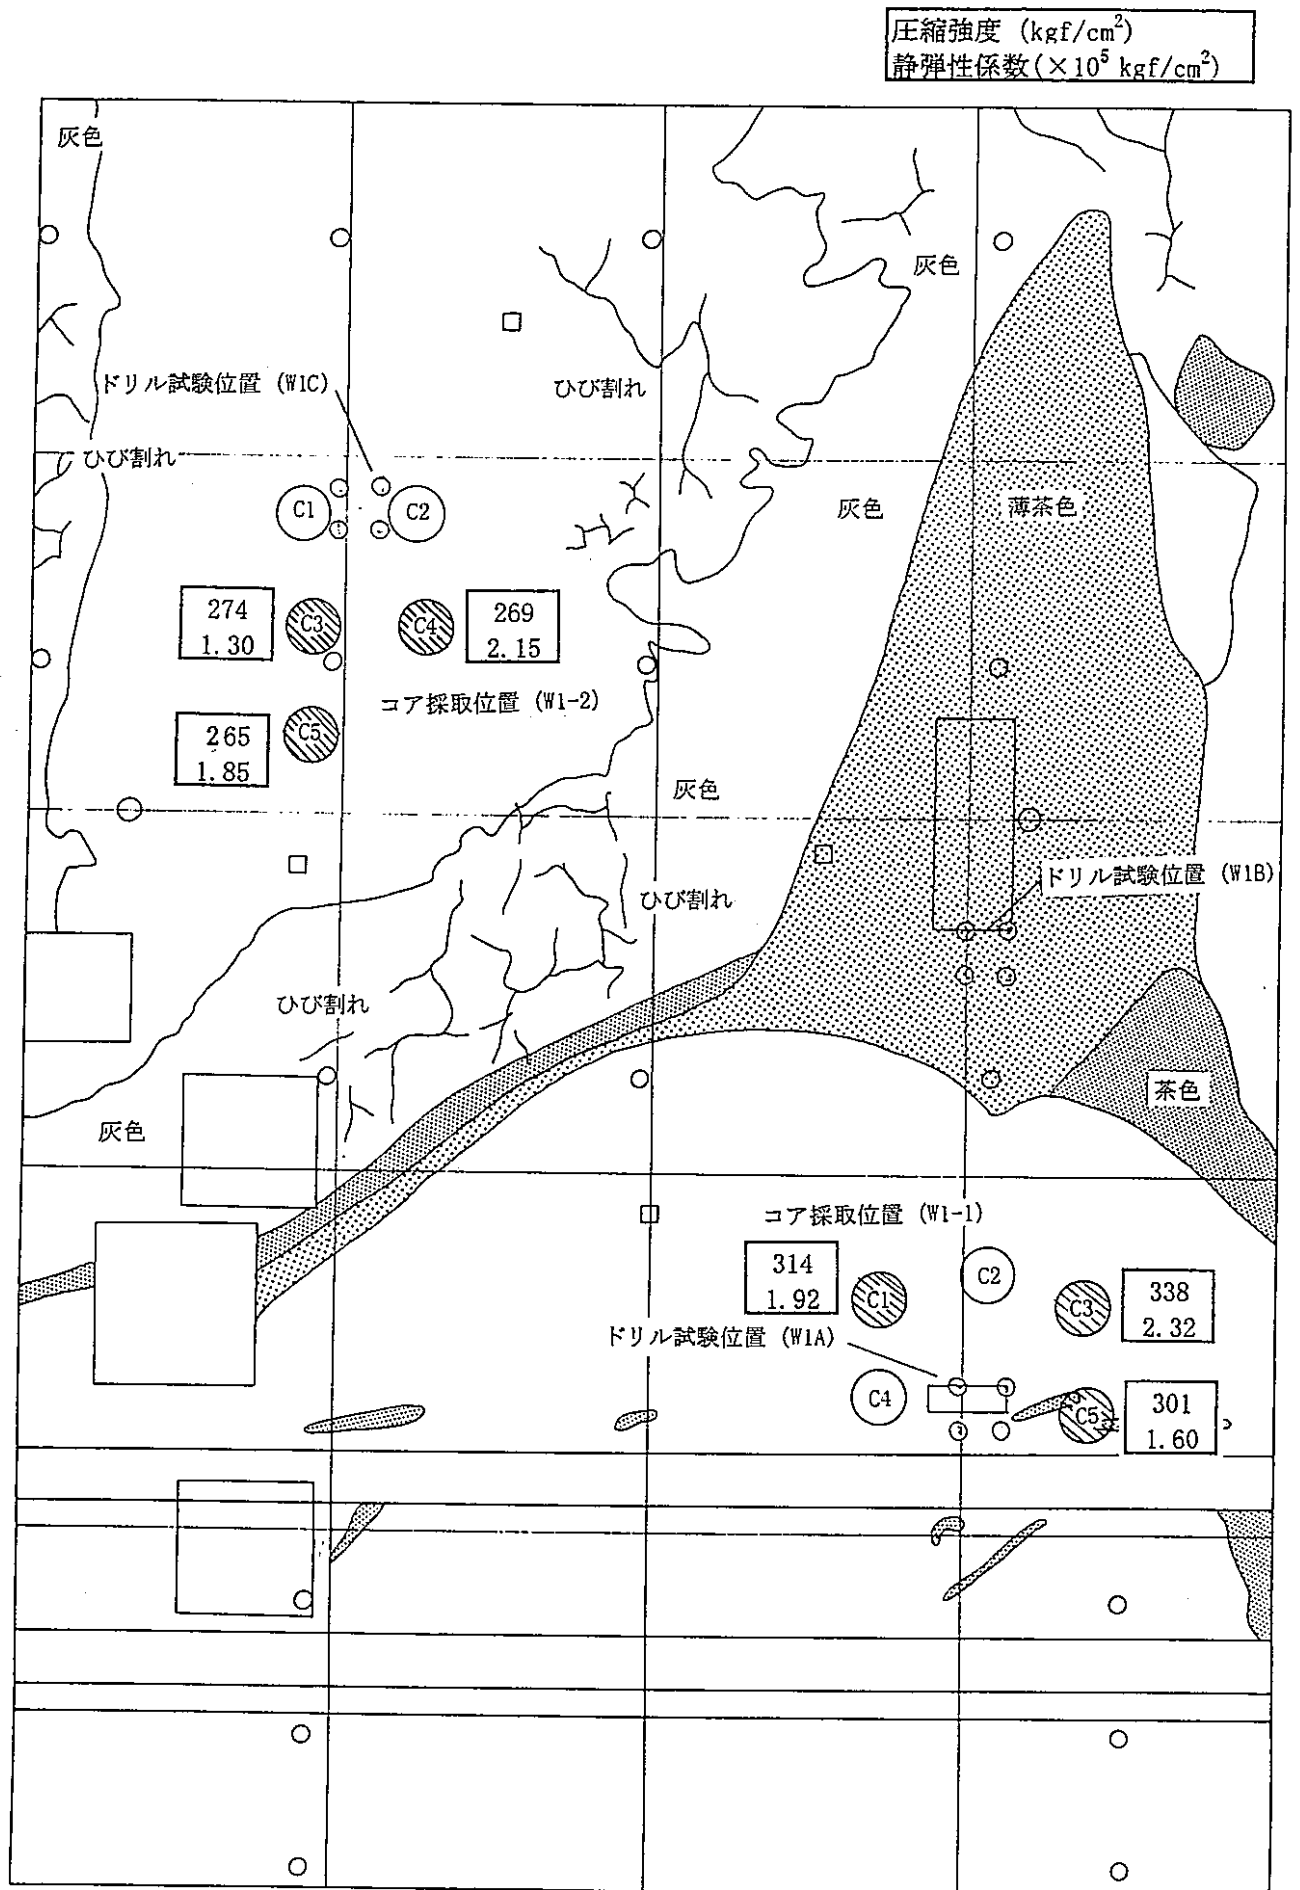 圧縮強度 (kgf/cm²)
静弾性係数(×10⁵ kgf/cm²)
灰色
灰色
ドリル試験位置 (W1C)
ひび割れ
ひび割れ
C1
C2
灰色
薄茶色
274
1.30
C3
C4
269
2.15
コア採取位置 (W1-2)
265
1.85
C5
灰色
ドリル試験位置 (W1B)
ひび割れ
ひび割れ
灰色
茶色
コア採取位置 (W1-1)
314
1.92
C1
C2
C3
338
2.32
ドリル試験位置 (W1A)
C4
C5
301
1.60